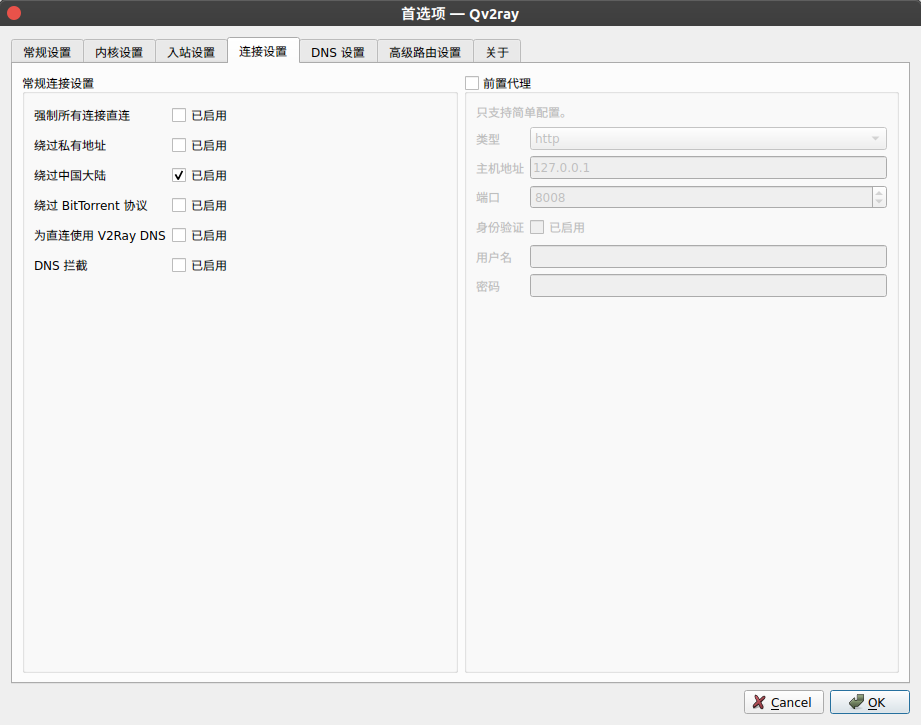 首选项 — Qv2ray
常规设置 内核设置 入站设置 连接设置 DNS 设置 高级路由设置 关于
常规连接设置
强制所有连接直连 已启用
绕过私有地址 已启用
绕过中国大陆 已启用
绕过 BitTorrent 协议 已启用
为直连使用 V2Ray DNS 已启用
DNS 拦截 已启用
前置代理
只支持简单配置。
类型 http
主机地址 127.0.0.1
端口 8008
身份验证 已启用
用户名
密码
Cancel OK